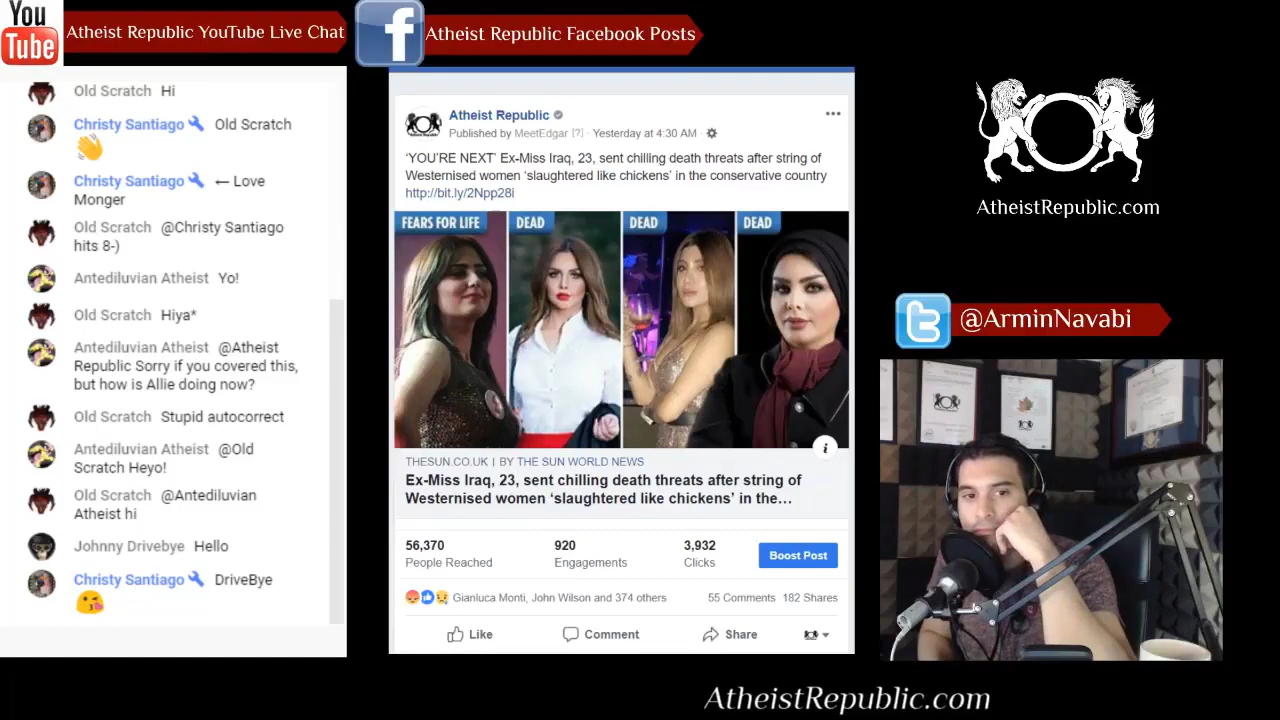 You
Tube
Atheist Republic YouTube Live Chat
f
Atheist Republic Facebook Posts
Old Scratch Hi
Christy Santiago Old Scratch
Christy Santiago ← Love
Monger
Old Scratch @Christy Santiago
hits 8-)
Antediluvian Atheist Yo!
Old Scratch Hiya*
Antediluvian Atheist @Atheist
Republic Sorry if you covered this,
but how is Allie doing now?
Old Scratch Stupid autocorrect
Antediluvian Atheist @Old
Scratch Heyo!
Old Scratch @Antediluvian
Atheist hi
Johnny Drivebye Hello
Christy Santiago DriveBye
Atheist Republic
Published by MeetEdgar [?] · Yesterday at 4:30 AM ·
‘YOU'RE NEXT’ Ex-Miss Iraq, 23, sent chilling death threats after string of
Westernised women ‘slaughtered like chickens’ in the conservative country
http://bit.ly/2Npp28i
FEARS FOR LIFE
DEAD
DEAD
DEAD
i
THESUN.CO.UK | BY THE SUN WORLD NEWS
Ex-Miss Iraq, 23, sent chilling death threats after string of
Westernised women ‘slaughtered like chickens’ in the…
56,370
People Reached
920
Engagements
3,932
Clicks
Boost Post
Gianluca Monti, John Wilson and 374 others
55 Comments 182 Shares
Like
Comment
Share
AtheistRepublic.com
t
@ArminNavabi
AtheistRepublic.com